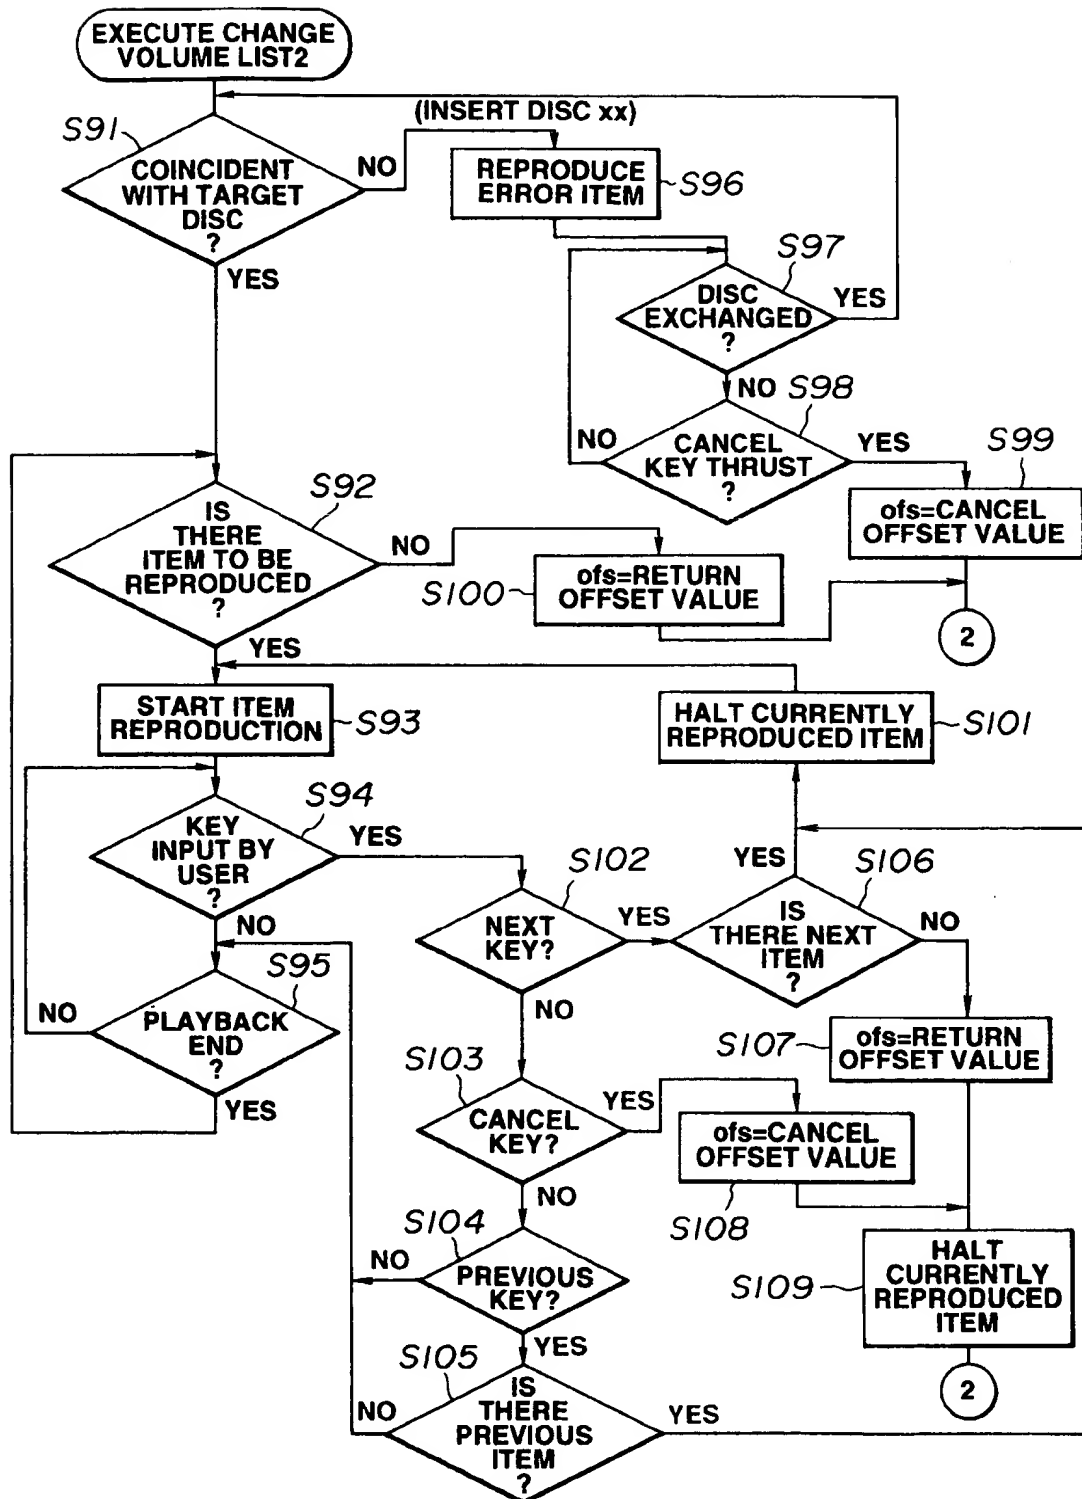 EXECUTE CHANGE
VOLUME LIST2
(INSERT DISC xx)
S91
COINCIDENT
WITH TARGET
DISC
?
NO
YES
REPRODUCE
ERROR ITEM
S96
S97
DISC
EXCHANGED
?
YES
NO
S98
CANCEL
KEY THRUST
?
NO
YES
S99
ofs=CANCEL
OFFSET VALUE
2
S92
IS
THERE
ITEM TO BE
REPRODUCED
?
NO
YES
S100
ofs=RETURN
OFFSET VALUE
START ITEM
REPRODUCTION
S93
HALT CURRENTLY
REPRODUCED ITEM
S101
S94
KEY
INPUT BY
USER
?
YES
NO
S95
PLAYBACK
END
?
NO
YES
S102
NEXT
KEY?
YES
NO
S106
IS
THERE NEXT
ITEM
?
YES
NO
S107
ofs=RETURN
OFFSET VALUE
S103
CANCEL
KEY?
YES
NO
ofs=CANCEL
OFFSET VALUE
S108
S104
PREVIOUS
KEY?
NO
YES
S109
HALT
CURRENTLY
REPRODUCED
ITEM
2
S105
IS
THERE
PREVIOUS
ITEM
?
NO
YES